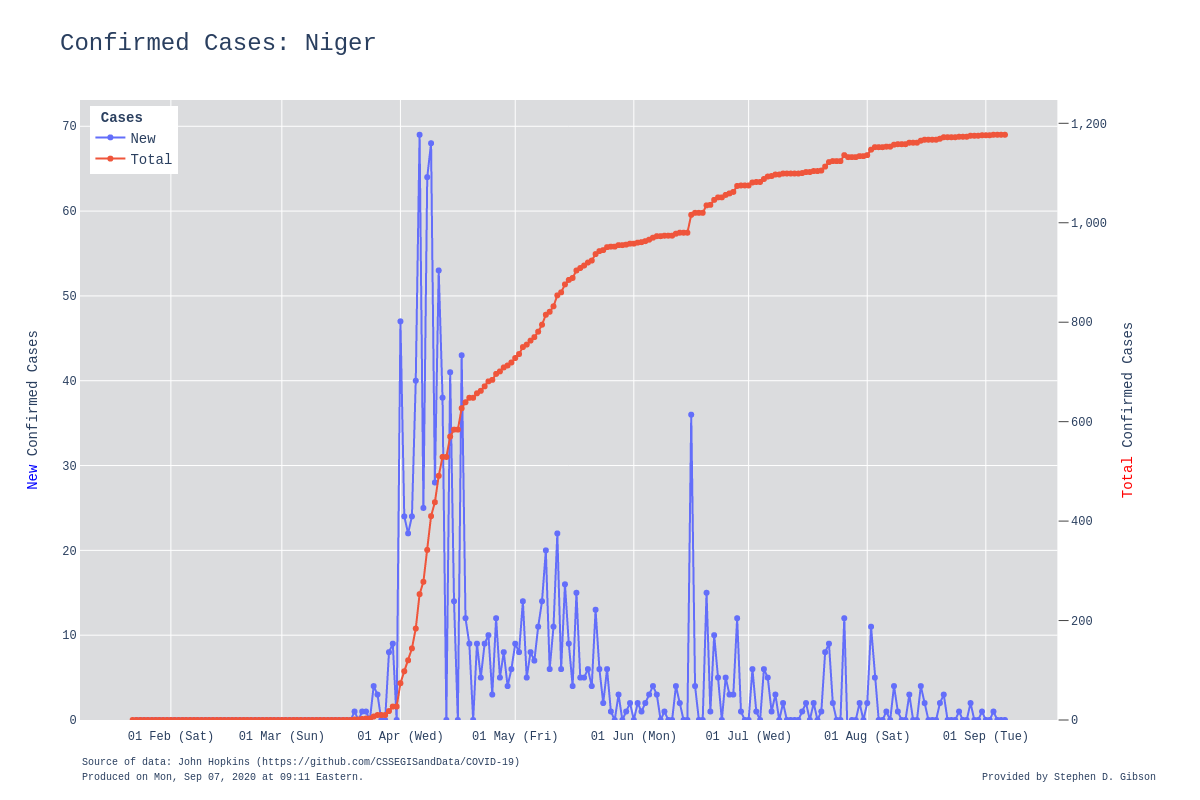 Confirmed Cases: Niger
Cases
New
Total
70
60
50
40
30
20
10
0
1,200
1,000
800
600
400
200
0
New Confirmed Cases
Total Confirmed Cases
01 Feb (Sat)
01 Mar (Sun)
01 Apr (Wed)
01 May (Fri)
01 Jun (Mon)
01 Jul (Wed)
01 Aug (Sat)
01 Sep (Tue)
Source of data: John Hopkins (https://github.com/CSSEGISandData/COVID-19)
Produced on Mon, Sep 07, 2020 at 09:11 Eastern.
Provided by Stephen D. Gibson